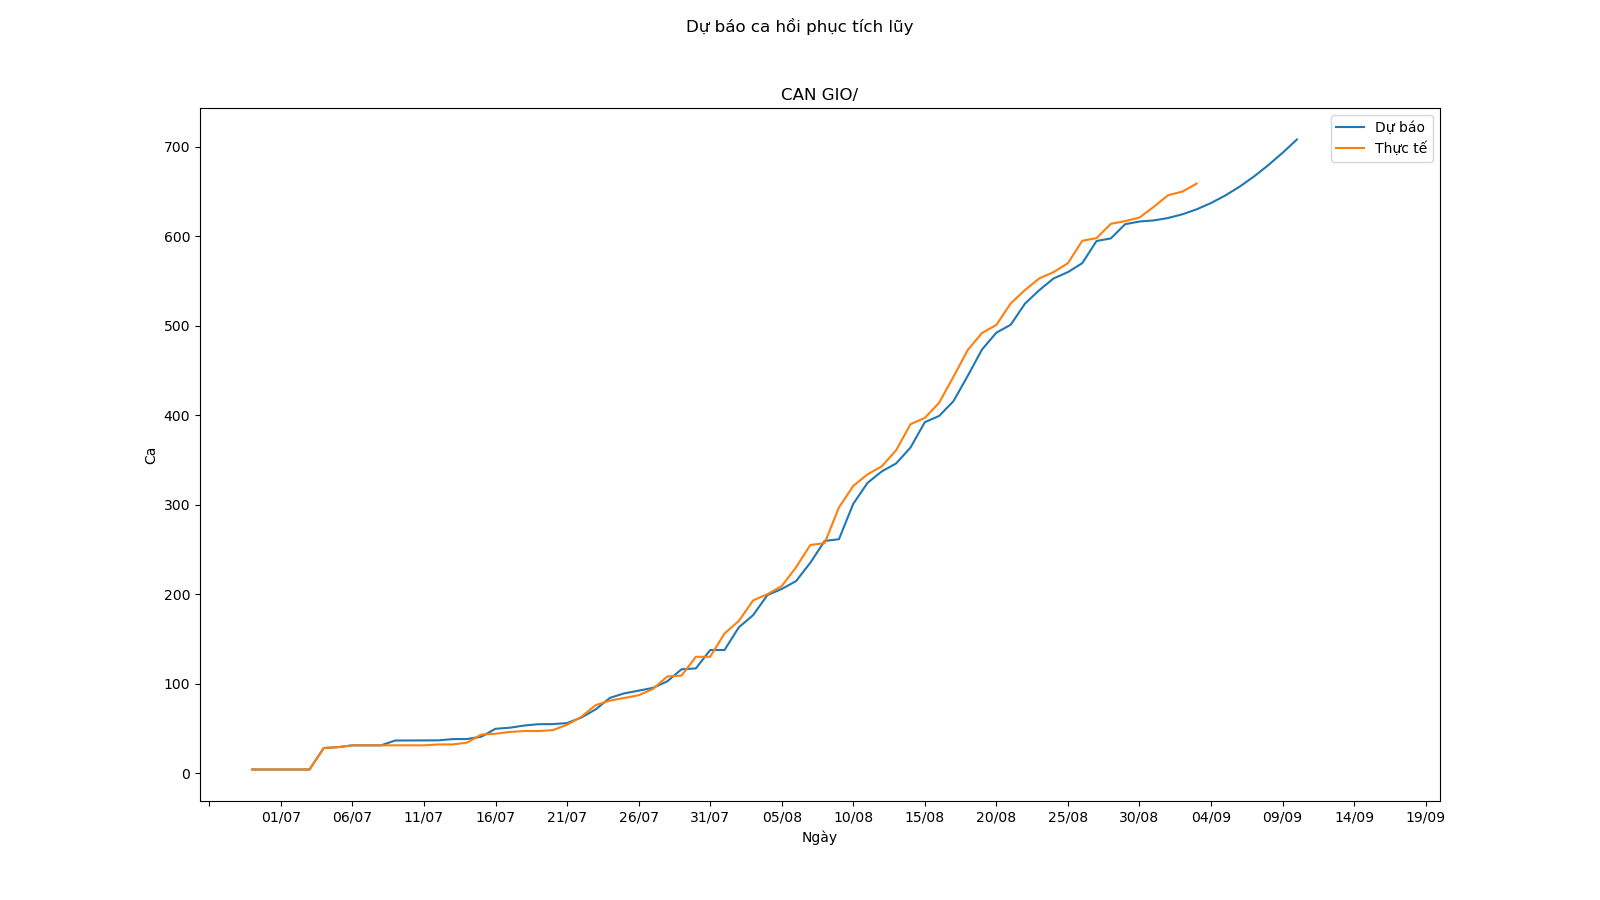 Dự báo ca hồi phục tích lũy
CAN GIO/
Dự báo
Thực tế
700
600
500
400
300
200
100
0
Ca
01/07 06/07 11/07 16/07 21/07 26/07 31/07 05/08 10/08 15/08 20/08 25/08 30/08 04/09 09/09 14/09 19/09
Ngày